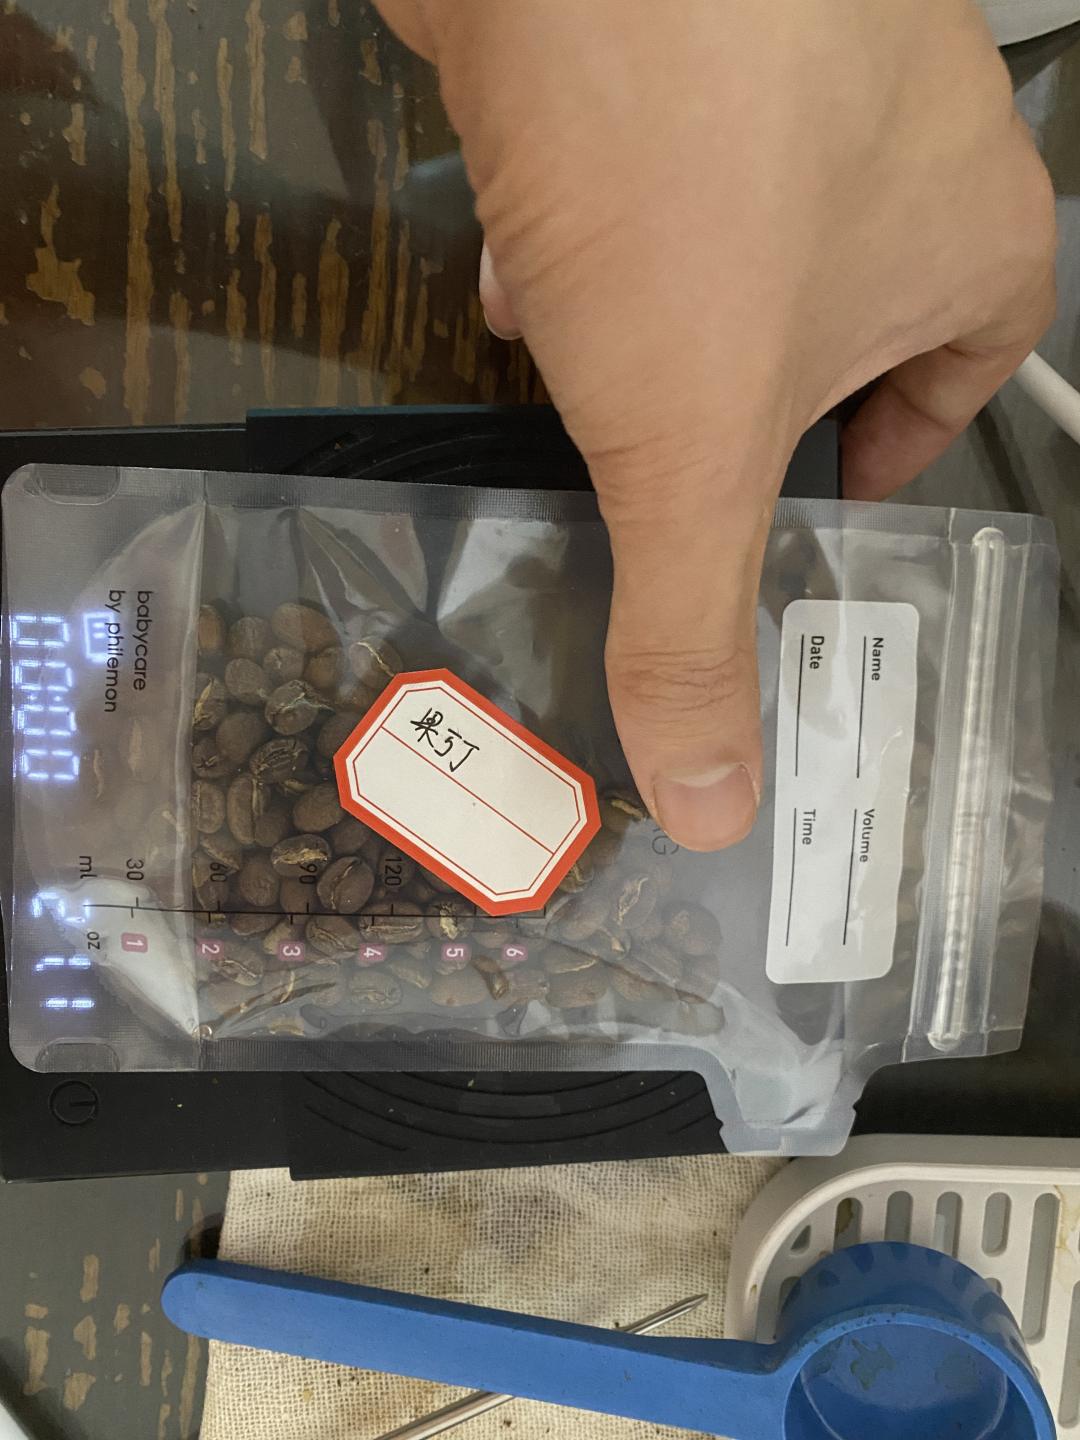 babycare
by philemon
果丁
Name
Volume
Date
Time
120
90
60
30
ml
6
5
4
3
2
1
oz